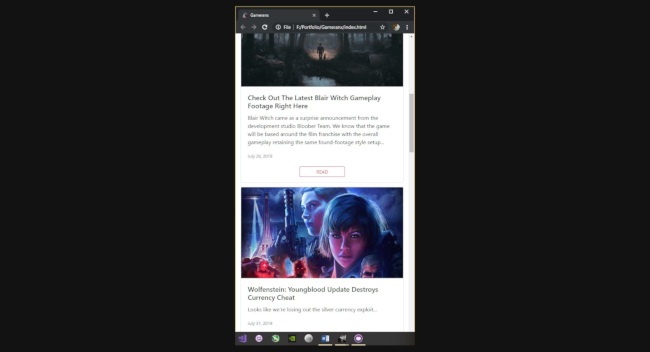 Gamerans
File | F:/Portfolio/Gamerans/index.html
Check Out The Latest Blair Witch Gameplay
Footage Right Here
Blair Witch came as a surprise announcement from the
development studio Bloober Team. We know that the game
will be based around the film franchise with the overall
gameplay retaining the same found-footage style setup...
July 28, 2019
READ
Wolfenstein: Youngblood Update Destroys
Currency Cheat
Looks like we're losing out the silver currency exploit...
July 27, 2019